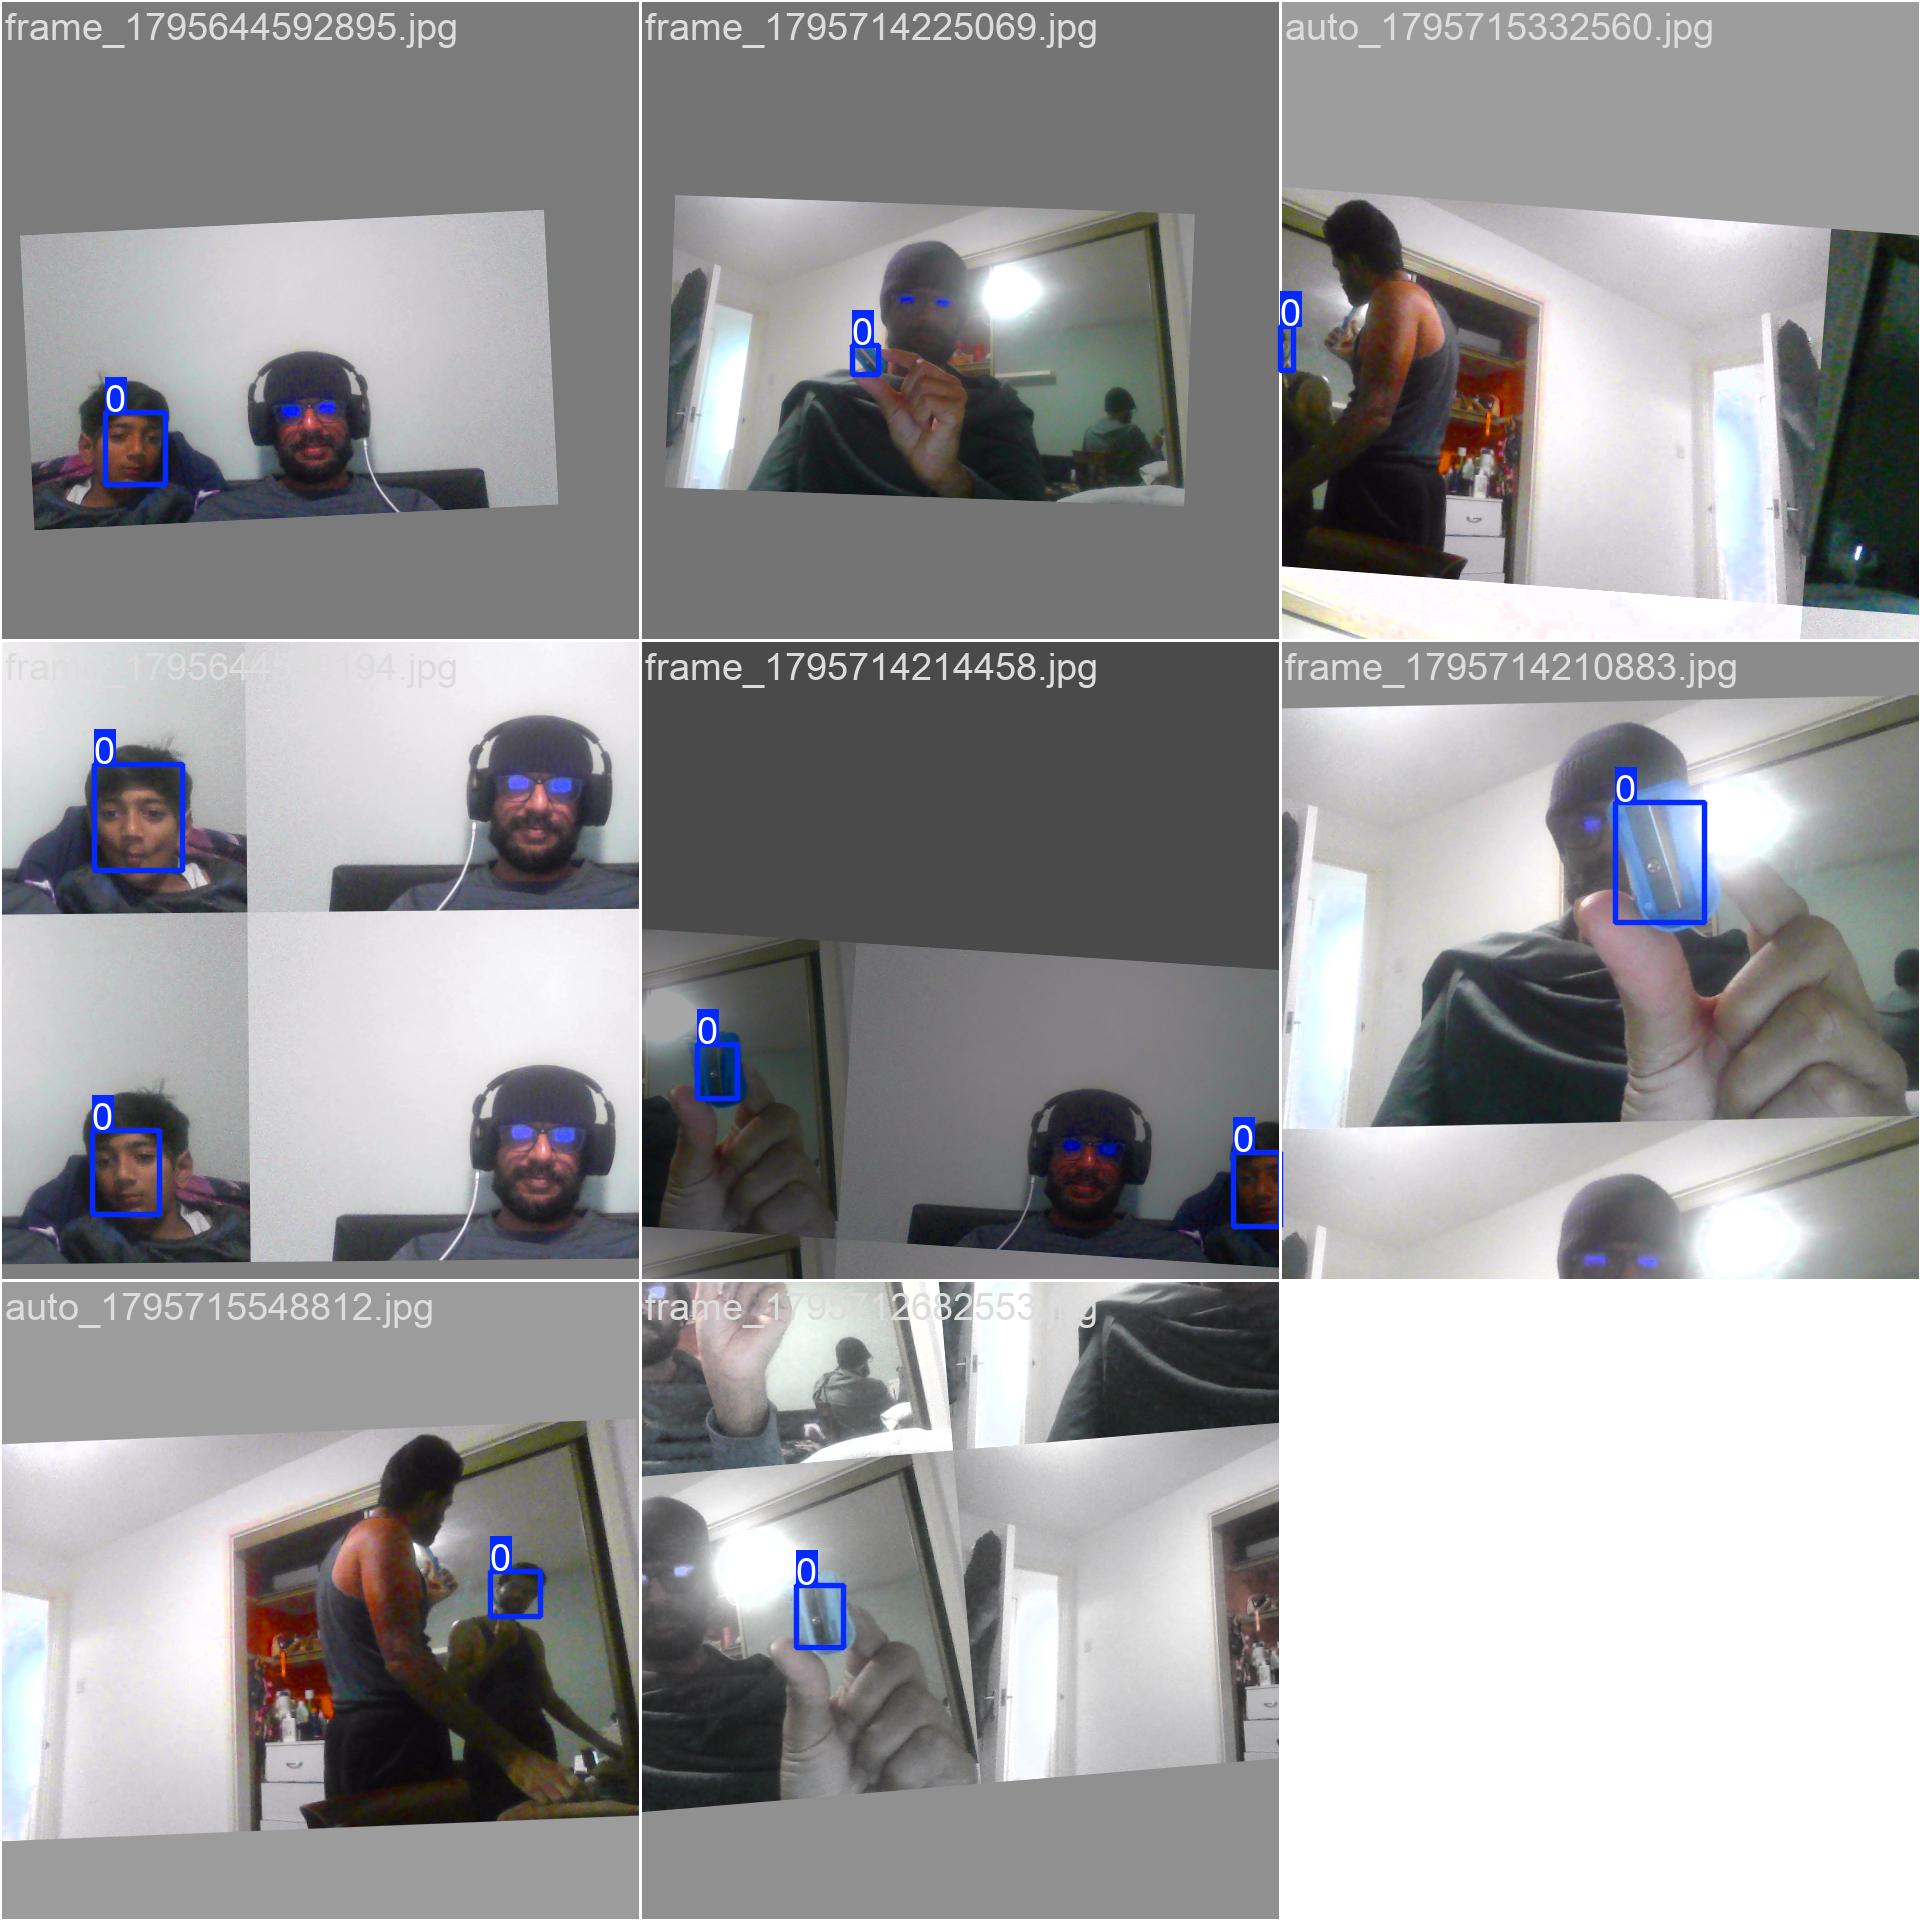 frame_1795644592895.jpg
frame_1795714225069.jpg
auto_1795715332560.jpg
0
0
0
frame_1795714214458.jpg
frame_1795714210883.jpg
0
0
0
0
0
auto_1795715548812.jpg
0
0